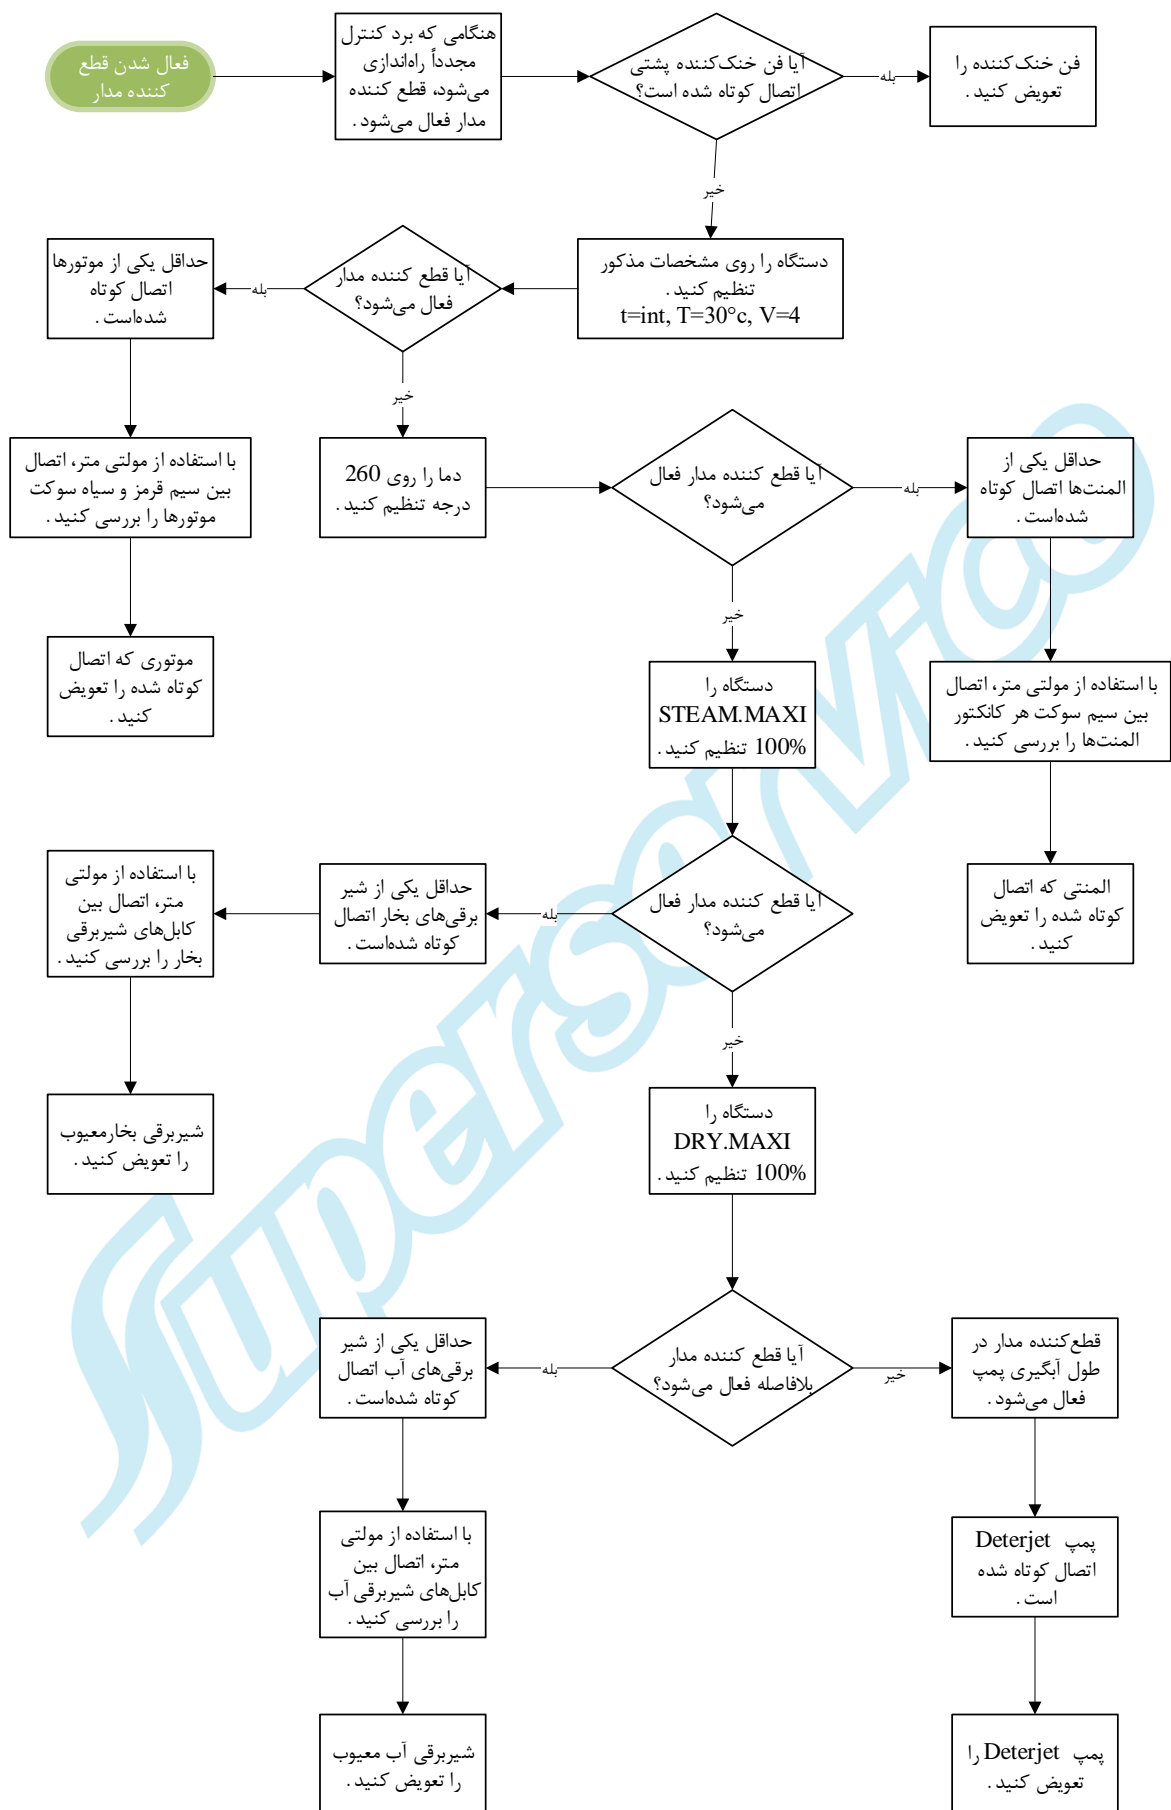 فعال شدن قطع
کننده مدار
هنگامی که برد کنترل
مجدداً راه‌اندازی
می‌شود، قطع کننده
مدار فعال می‌شود.
آیا فن خنک‌کننده پشتی
اتصال کوتاه شده است؟
بله
فن خنک‌کننده را
تعویض کنید.
خیر
دستگاه را روی مشخصات مذکور
تنظیم کنید.
t=int, T=30°c, V=4
آیا قطع کننده مدار
فعال می‌شود؟
بله
حداقل یکی از موتورها
اتصال کوتاه
شده‌است.
با استفاده از مولتی متر، اتصال
بین سیم قرمز و سیاه سوکت
موتورها را بررسی کنید.
موتوری که اتصال
کوتاه شده را تعویض
کنید.
خیر
دما را روی 260
درجه تنظیم کنید.
آیا قطع کننده مدار فعال
می‌شود؟
بله
حداقل یکی از
المنت‌ها اتصال کوتاه
شده‌است.
با استفاده از مولتی متر، اتصال
بین سیم سوکت هر کانکتور
المنت‌ها را بررسی کنید.
المنتی که اتصال
کوتاه شده را تعویض
کنید.
خیر
دستگاه را
STEAM.MAXI
100% تنظیم کنید.
آیا قطع کننده مدار فعال
می‌شود؟
بله
حداقل یکی از شیر
برقی‌های بخار اتصال
کوتاه شده‌است.
با استفاده از مولتی
متر، اتصال بین
کابل‌های شیربرقی
بخار را بررسی کنید.
شیربرقی بخارمعیوب
را تعویض کنید.
خیر
دستگاه را
DRY.MAXI
100% تنظیم کنید.
آیا قطع کننده مدار
بلافاصله فعال می‌شود؟
بله
حداقل یکی از شیر
برقی‌های آب اتصال
کوتاه شده‌است.
با استفاده از مولتی
متر، اتصال بین
کابل‌های شیربرقی آب
را بررسی کنید.
شیربرقی آب معیوب
را تعویض کنید.
خیر
قطع‌کننده مدار در
طول آبگیری پمپ
فعال می‌شود.
پمپ Deterjet
اتصال کوتاه شده
است.
پمپ Deterjet را
تعویض کنید.
Superservico